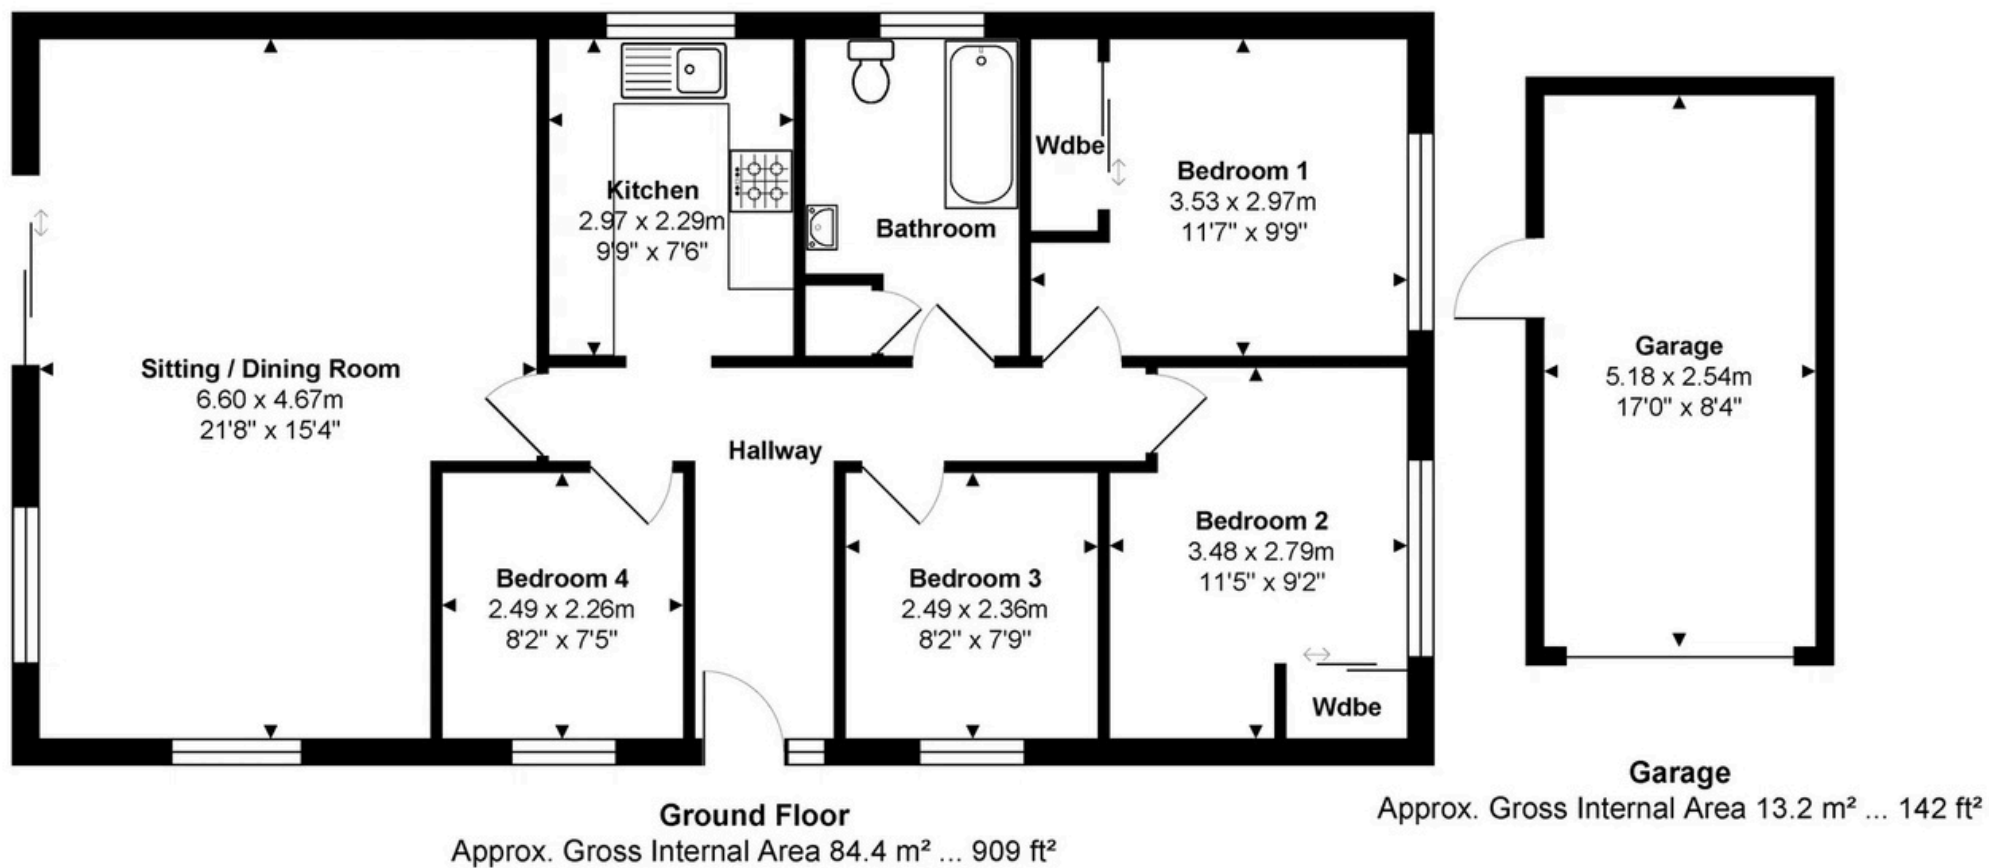 Kitchen
2.97 x 2.29m
9'9" x 7'6"
Bathroom
Wdbe
Bedroom 1
3.53 x 2.97m
11'7" x 9'9"
Sitting / Dining Room
6.60 x 4.67m
21'8" x 15'4"
Hallway
Bedroom 4
2.49 x 2.26m
8'2" x 7'5"
Bedroom 3
2.49 x 2.36m
8'2" x 7'9"
Bedroom 2
3.48 x 2.79m
11'5" x 9'2"
Wdbe
Garage
5.18 x 2.54m
17'0" x 8'4"
Ground Floor
Approx. Gross Internal Area 84.4 m² ... 909 ft²
Garage
Approx. Gross Internal Area 13.2 m² ... 142 ft²